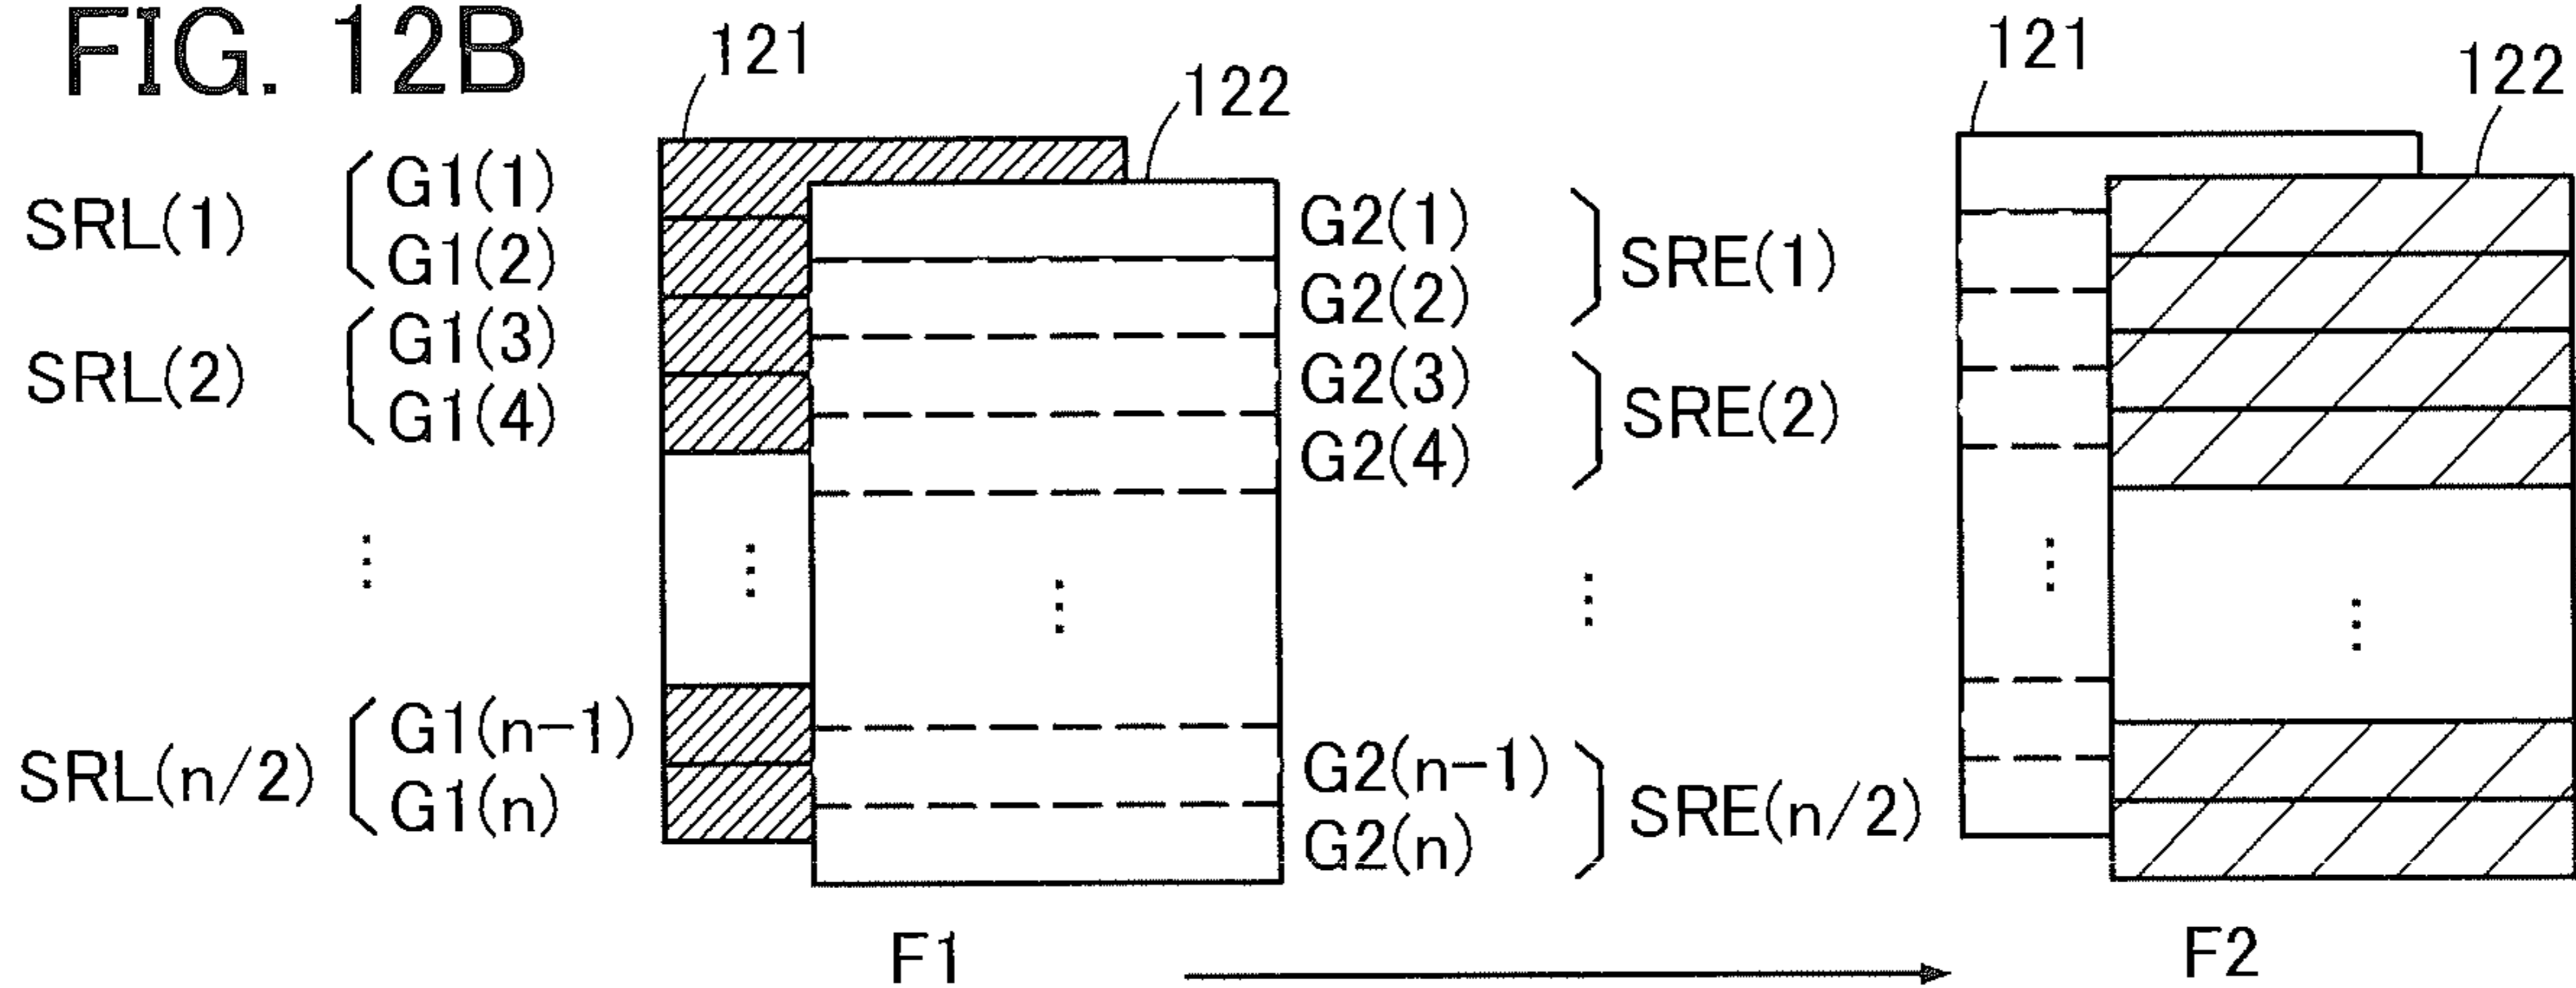 FIG. 12B
121
122
121
122
SRL(1)
G1(1)
G1(2)
SRL(2)
G1(3)
G1(4)
⋮
SRL(n/2)
G1(n-1)
G1(n)
⋮
⋮
G2(1)
G2(2)
SRE(1)
G2(3)
G2(4)
SRE(2)
⋮
G2(n-1)
G2(n)
SRE(n/2)
⋮
⋮
F1
F2